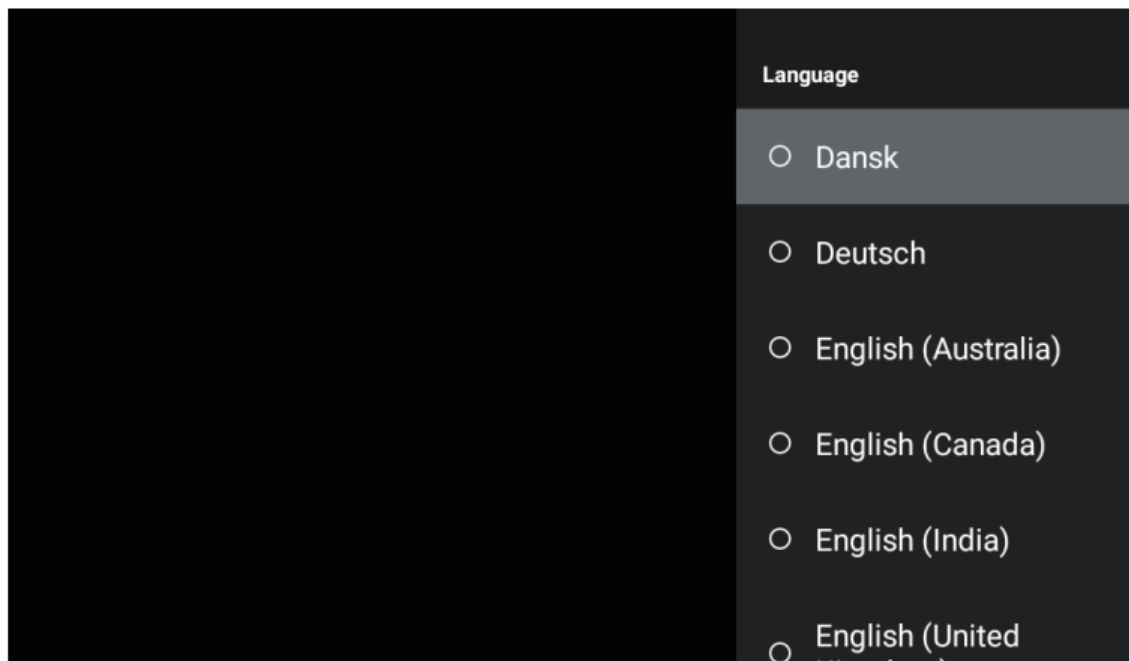 Language
Dansk
Deutsch
English (Australia)
English (Canada)
English (India)
English (United